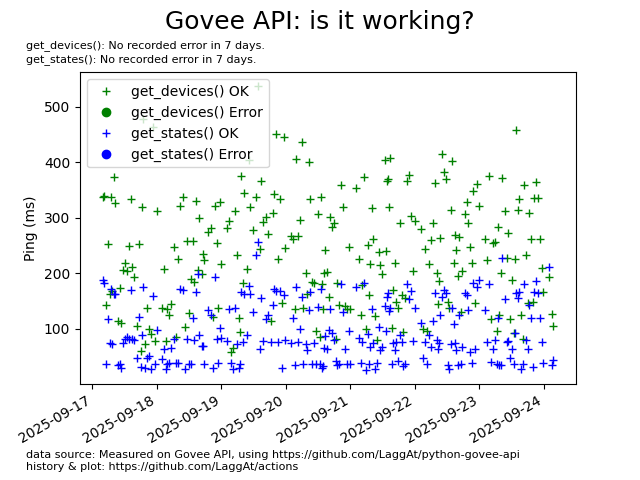 Govee API: is it working?
get_devices(): No recorded error in 7 days.
get_states(): No recorded error in 7 days.
get_devices() OK
get_devices() Error
get_states() OK
get_states() Error
Ping (ms)
500
400
300
200
100
2025-09-17
2025-09-18
2025-09-19
2025-09-20
2025-09-21
2025-09-22
2025-09-23
2025-09-24
data source: Measured on Govee API, using https://github.com/LaggAt/python-govee-api
history & plot: https://github.com/LaggAt/actions